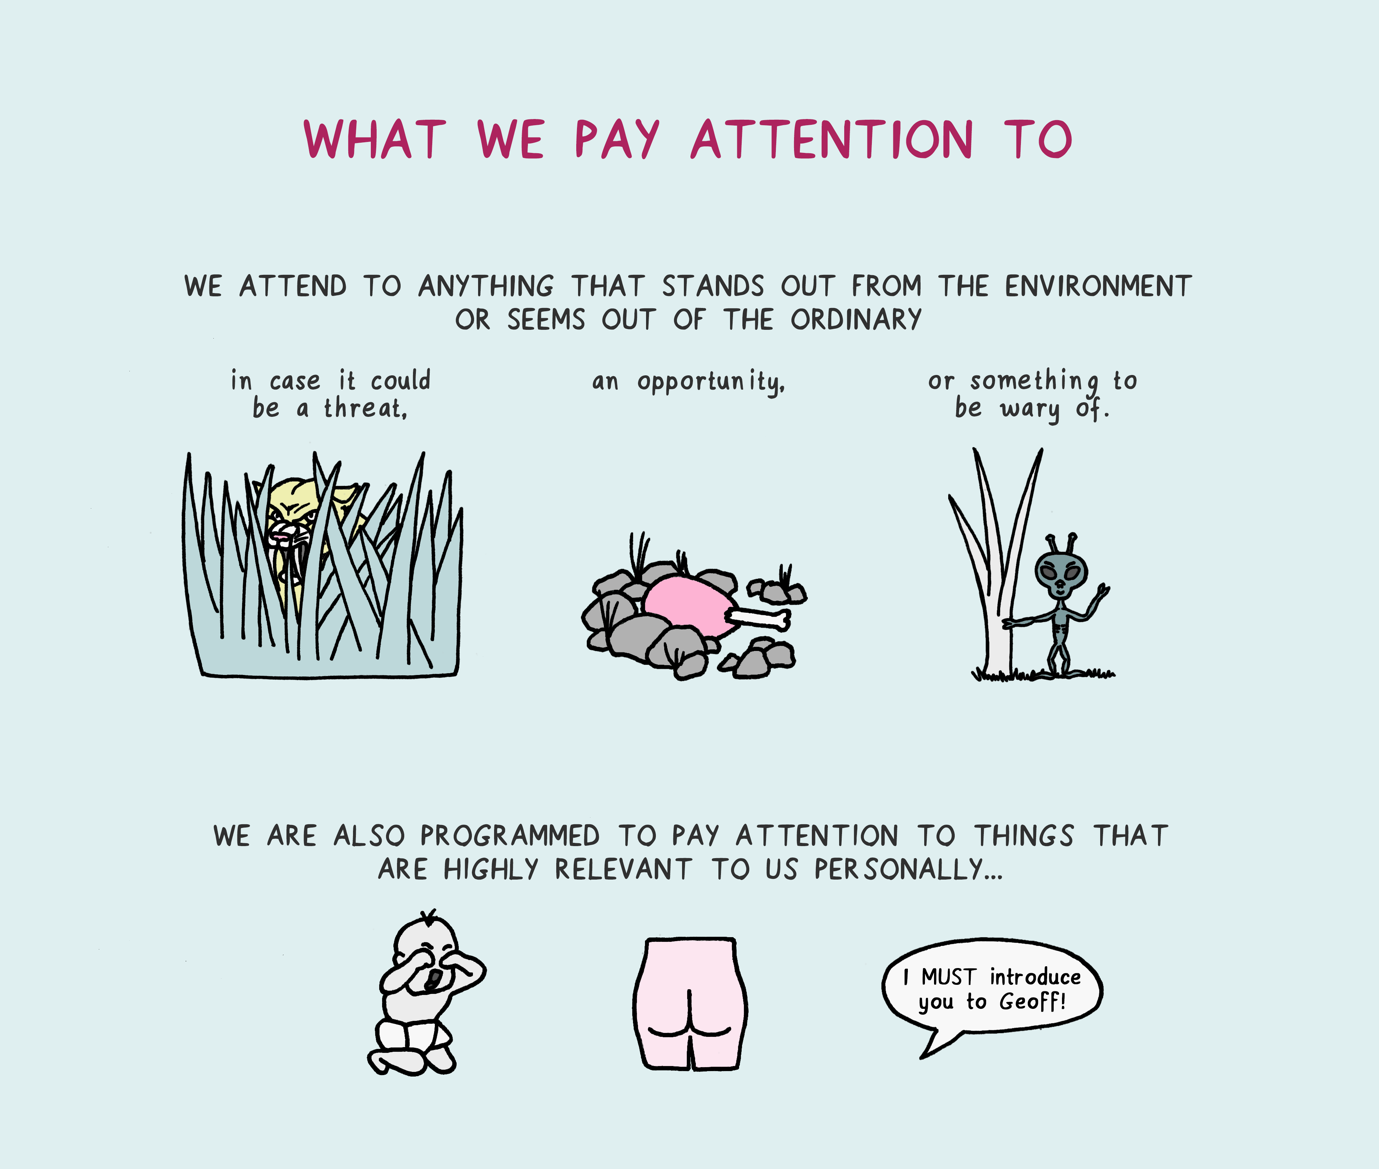 WHAT WE PAY ATTENTION TO
WE ATTEND TO ANYTHING THAT STANDS OUT FROM THE ENVIRONMENT
OR SEEMS OUT OF THE ORDINARY
in case it could
be a threat,
an opportunity,
or something to
be wary of.
WE ARE ALSO PROGRAMMED TO PAY ATTENTION TO THINGS THAT
ARE HIGHLY RELEVANT TO US PERSONALLY...
I MUST introduce
you to Geoff!